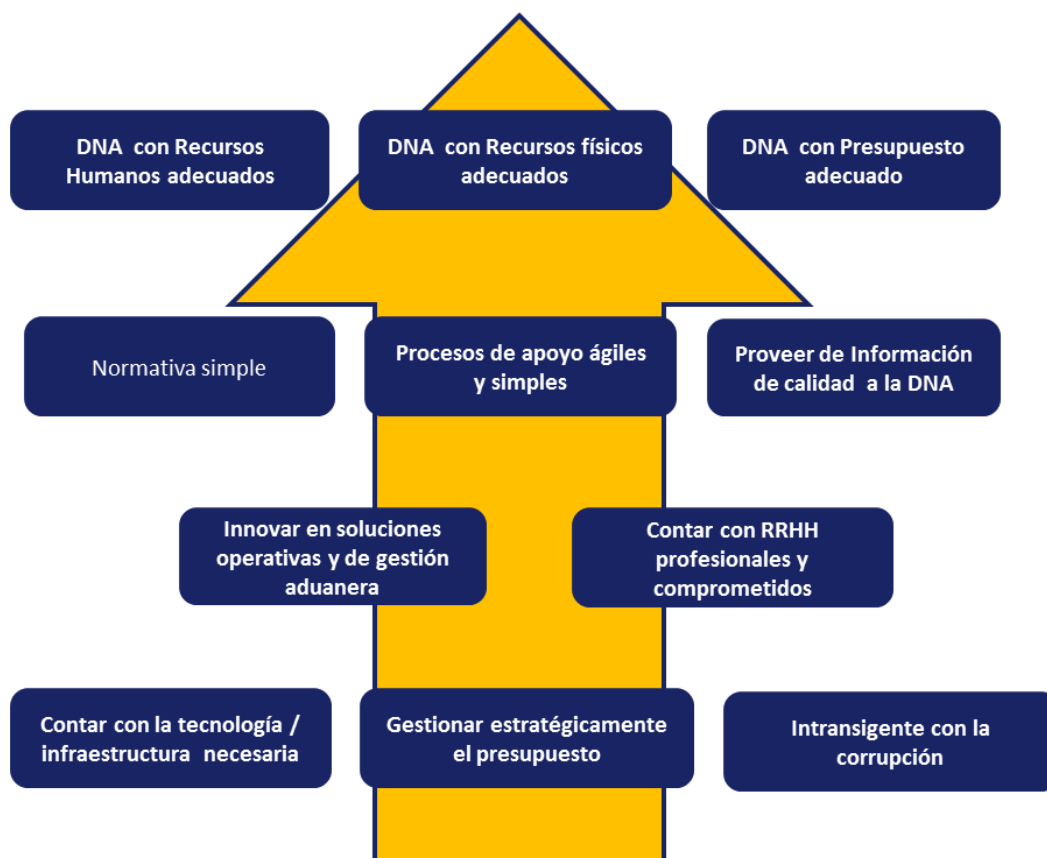 DNA con Recursos
Humanos adecuados
DNA con Recursos físicos
adecuados
DNA con Presupuesto
adecuado
Normativa simple
Procesos de apoyo ágiles
y simples
Proveer de Información
de calidad a la DNA
Innovar en soluciones
operativas y de gestión
aduanera
Contar con RRHH
profesionales y
comprometidos
Contar con la tecnología /
infraestructura necesaria
Gestionar estratégicamente
el presupuesto
Intransigente con la
corrupción